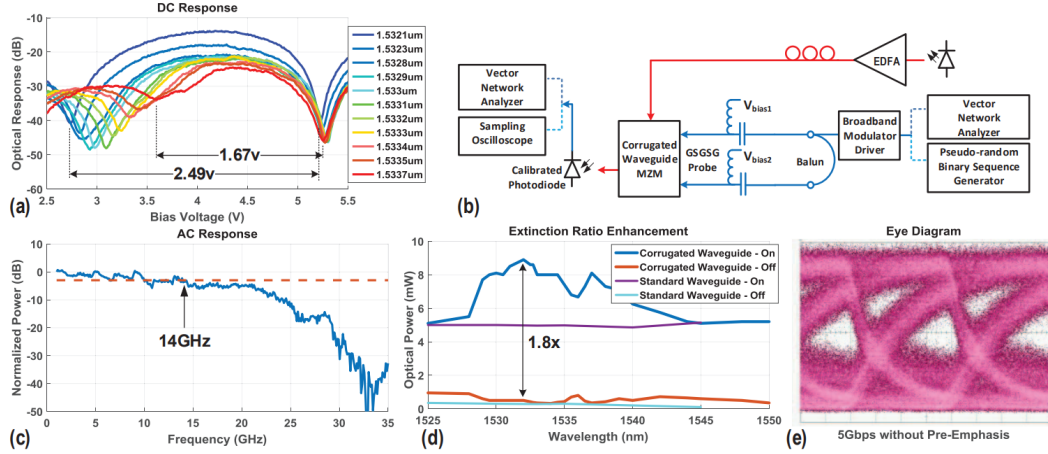 DC Response
Optical Response (dB)
-10
-20
-30
-40
-50
-60
2.5
3
3.5
4
4.5
5
5.5
Bias Voltage (V)
1.67v
2.49v
1.5321um
1.5323um
1.5328um
1.5329um
1.533um
1.5331um
1.5332um
1.5333um
1.5334um
1.5335um
1.5337um
(a)
EDFA
Vector
Network
Analyzer
Sampling
Oscilloscope
Calibrated
Photodiode
Corrugated
Waveguide
MZM
Vbias1
GSGSG
Probe
Vbias2
Balun
Broadband
Modulator
Driver
Vector
Network
Analyzer
Pseudo-random
Binary Sequence
Generator
(b)
AC Response
Normalized Power (dB)
10
0
-10
-20
-30
-40
-50
0
5
10
15
20
25
30
35
Frequency (GHz)
14GHz
(c)
Extinction Ratio Enhancement
Optical Power (mW)
10
8
6
4
2
0
1525
1530
1535
1540
1545
1550
Wavelength (nm)
Corrugated Waveguide - On
Corrugated Waveguide - Off
Standard Waveguide - On
Standard Waveguide - Off
1.8x
(d)
Eye Diagram
5Gbps without Pre-Emphasis
(e)